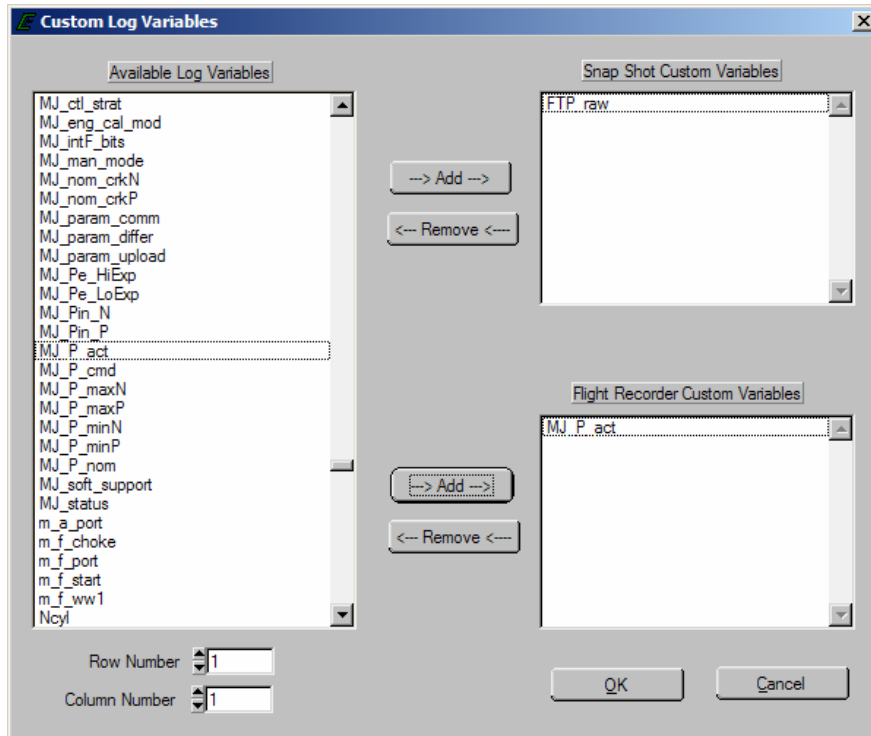 Custom Log Variables
Available Log Variables
MJ_ctl_strat
MJ_eng_cal_mod
MJ_intF_bits
MJ_man_mode
MJ_nom_crkN
MJ_nom_crkP
MJ_param_comm
MJ_param_differ
MJ_param_upload
MJ_Pe_HiExp
MJ_Pe_LoExp
MJ_Pin_N
MJ_Pin_P
MJ_P_act
MJ_P_cmd
MJ_P_maxN
MJ_P_maxP
MJ_P_minN
MJ_P_minP
MJ_P_nom
MJ_soft_support
MJ_status
m_a_port
m_f_choke
m_f_port
m_f_start
m_f_ww1
Ncyl
Row Number 1
Column Number 1
---> Add --->
<--- Remove <----
Snap Shot Custom Variables
FTP_raw
---> Add --->
<--- Remove <----
Flight Recorder Custom Variables
MJ_P_act
OK
Cancel